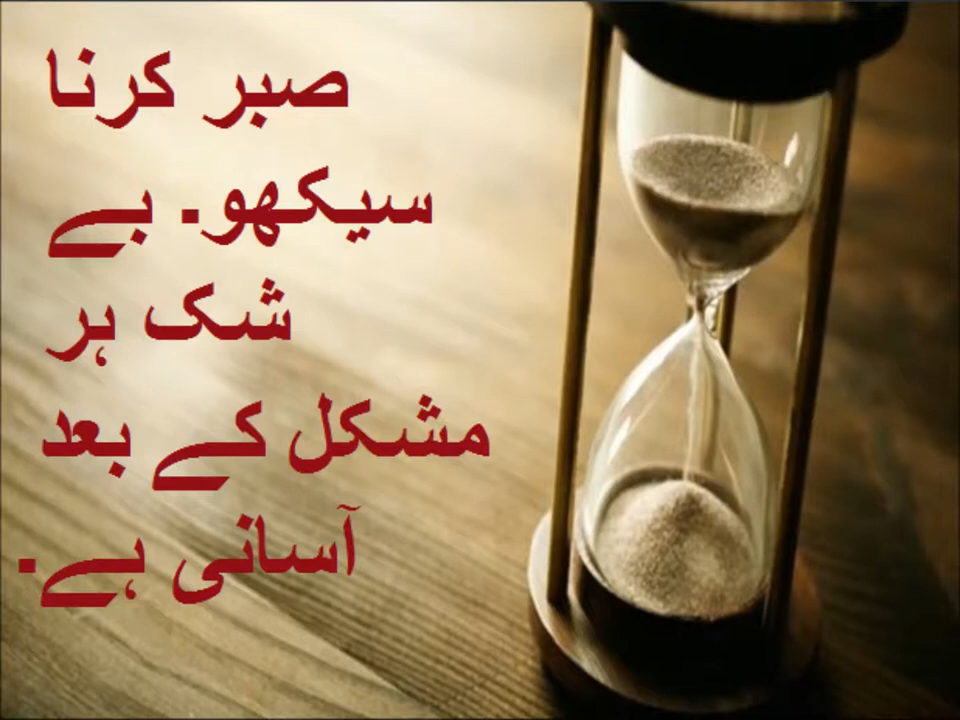 صبر کرنا
سیکھو. بے
شک ہر
مشکل کے بعد
آسانی ہے.